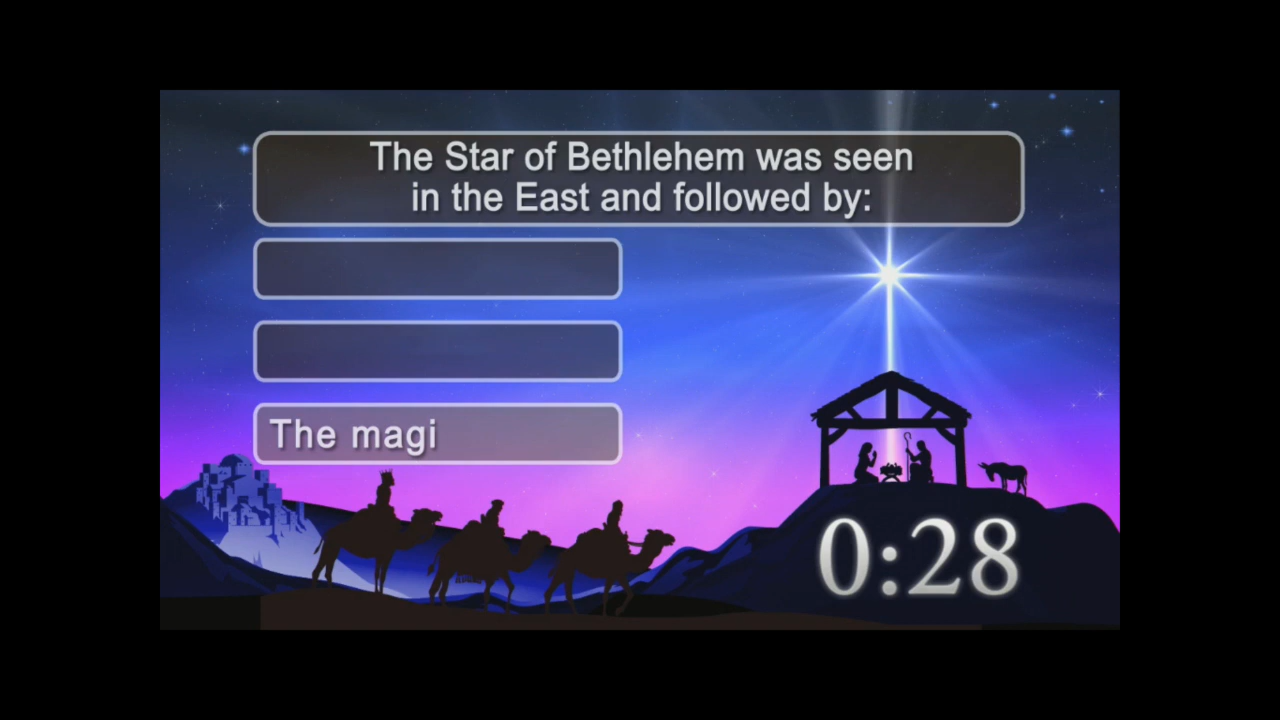 The Star of Bethlehem was seen
in the East and followed by:
The magi
0:28